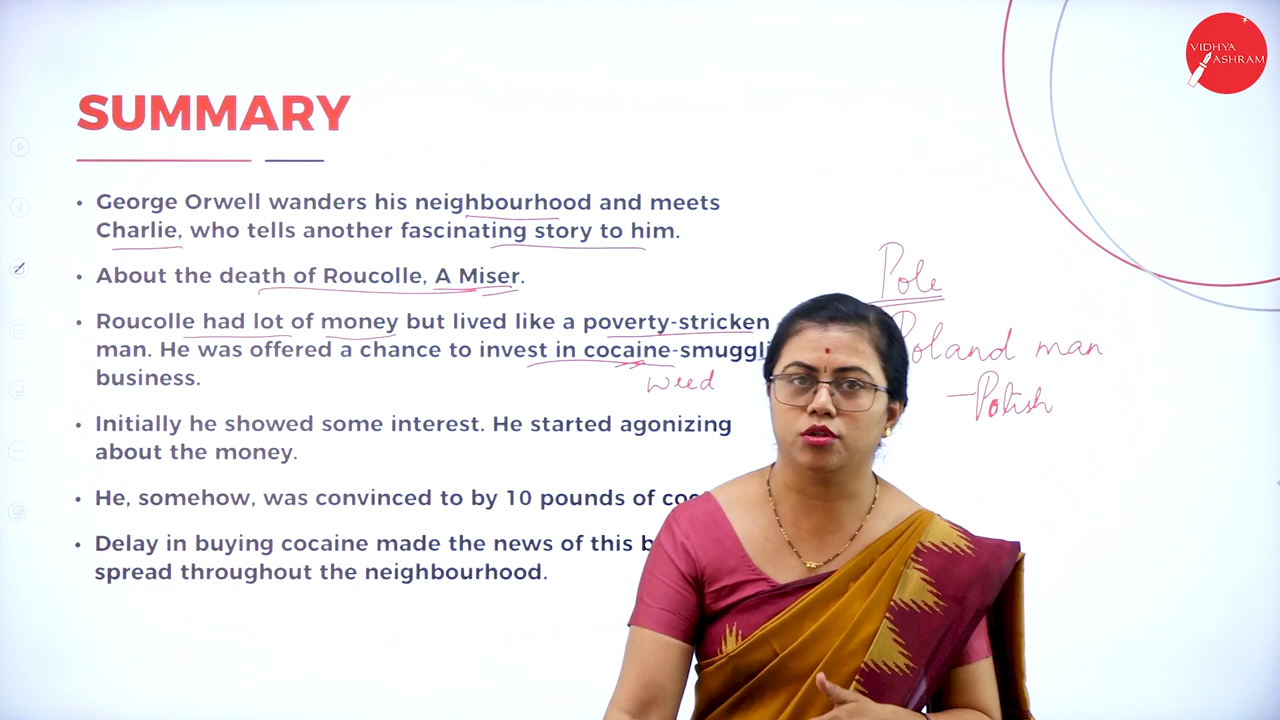 VIDHYA
ASHRAM
SUMMARY
• George Orwell wanders his neighbourhood and meets
Charlie, who tells another fascinating story to him.
• About the death of Roucolle, A Miser.
• Roucolle had lot of money but lived like a poverty-stricken
man. He was offered a chance to invest in cocaine-smuggli
business.
weed
• Initially he showed some interest. He started agonizing
about the money.
• He, somehow, was convinced to by 10 pounds of
• Delay in buying cocaine made the news of this
spread throughout the neighbourhood.
Pole
Poland man
– Polish